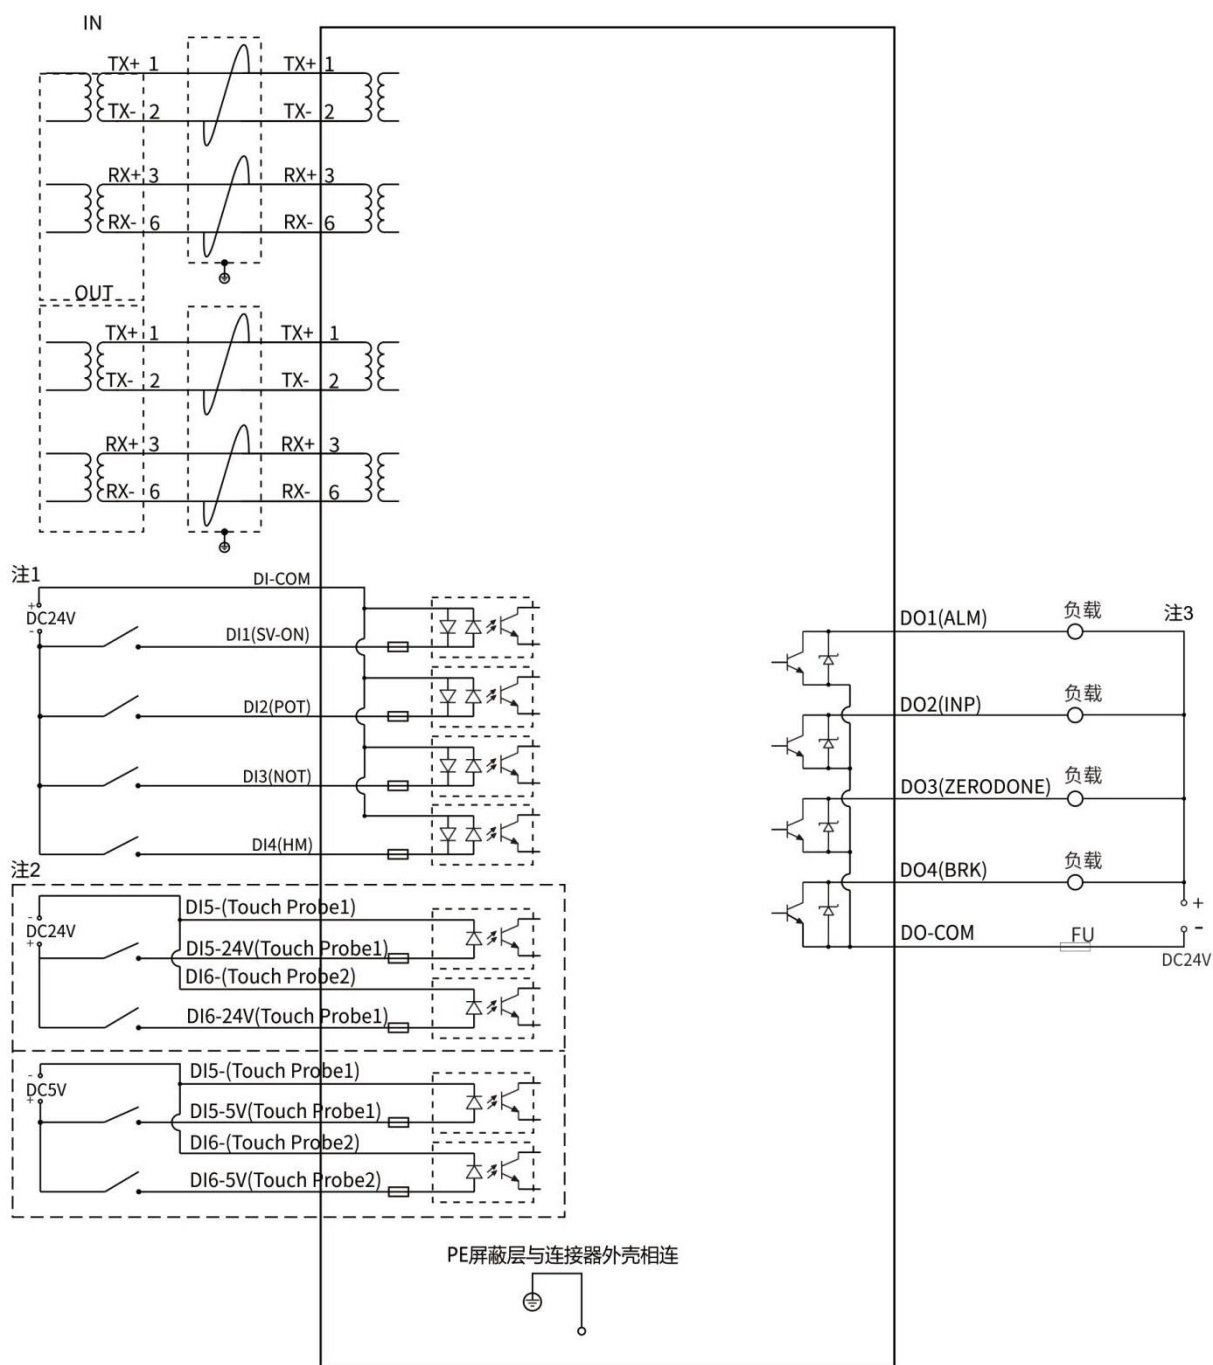 IN
TX+ 1 TX+ 1
TX- 2 TX- 2
RX+ 3 RX+ 3
RX- 6 RX- 6
OUT
TX+ 1 TX+ 1
TX- 2 TX- 2
RX+ 3 RX+ 3
RX- 6 RX- 6
注1
DI-COM
+
DC24V
-
DI1(SV-ON)
DI2(POT)
DI3(NOT)
DI4(HM)
注2
DI5-(Touch Probe1)
-
DC24V
+
DI5-24V(Touch Probe1)
DI6-(Touch Probe2)
DI6-24V(Touch Probe1)
DI5-(Touch Probe1)
-
DC5V
+
DI5-5V(Touch Probe1)
DI6-(Touch Probe2)
DI6-5V(Touch Probe2)
DO1(ALM) 负载 注3
DO2(INP) 负载
DO3(ZERODONE) 负载
DO4(BRK) 负载
+
DO-COM FU -
DC24V
PE屏蔽层与连接器外壳相连